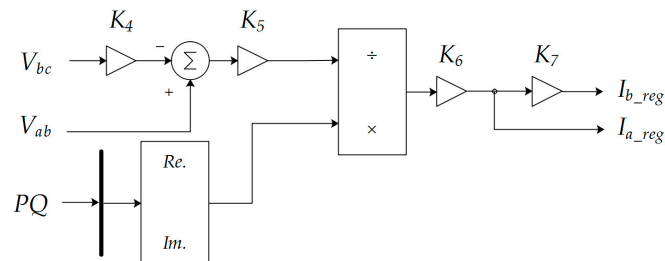 K4 K5
Vbc − Σ ÷ K6 K7
+ Ib_reg
Vab × Ia_reg
Re.
PQ
Im.